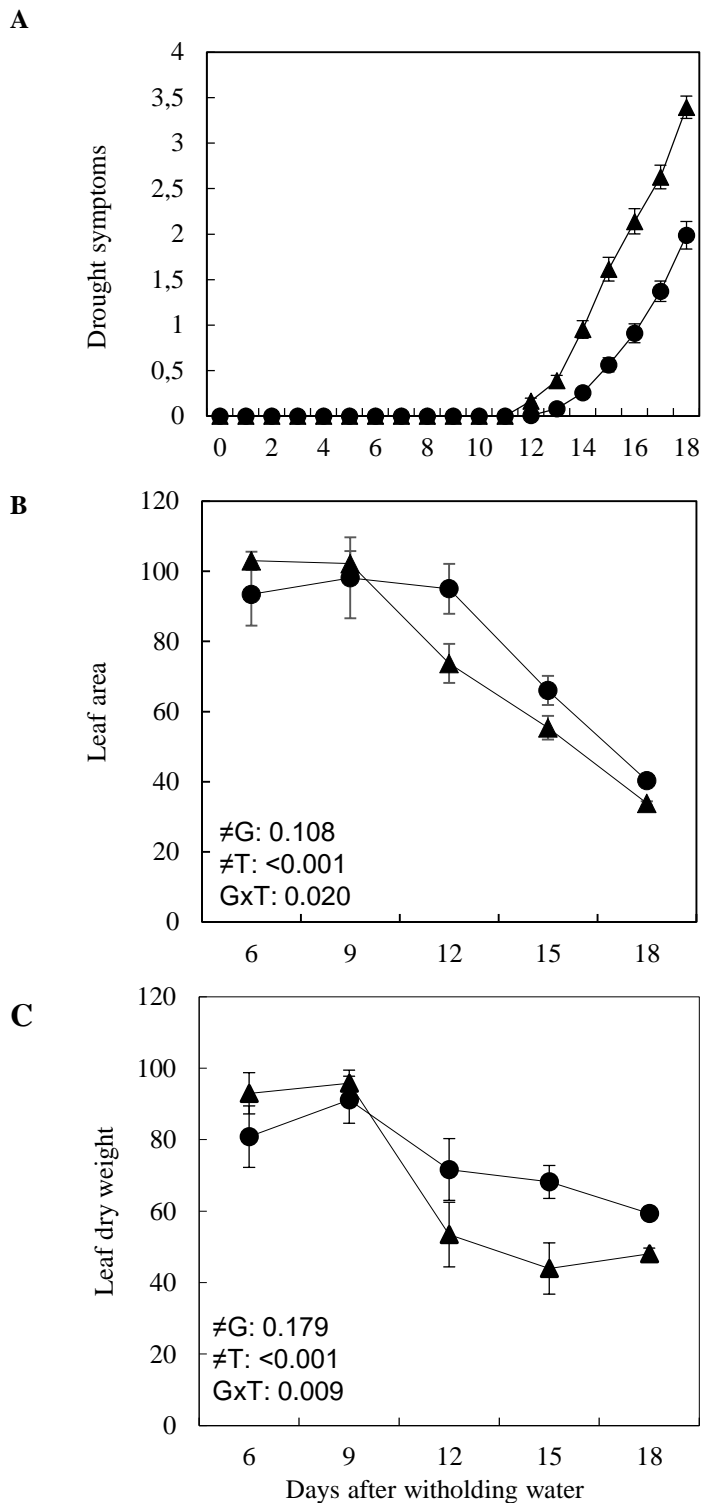 A
4
3,5
3
2,5
2
1,5
1
0,5
0
Drought symptoms
0 2 4 6 8 10 12 14 16 18
B
120
100
80
60
40
20
0
Leaf area
≠G: 0.108
≠T: <0.001
GxT: 0.020
6 9 12 15 18
C
120
100
80
60
40
20
0
Leaf dry weight
≠G: 0.179
≠T: <0.001
GxT: 0.009
6 9 12 15 18
Days after witholding water